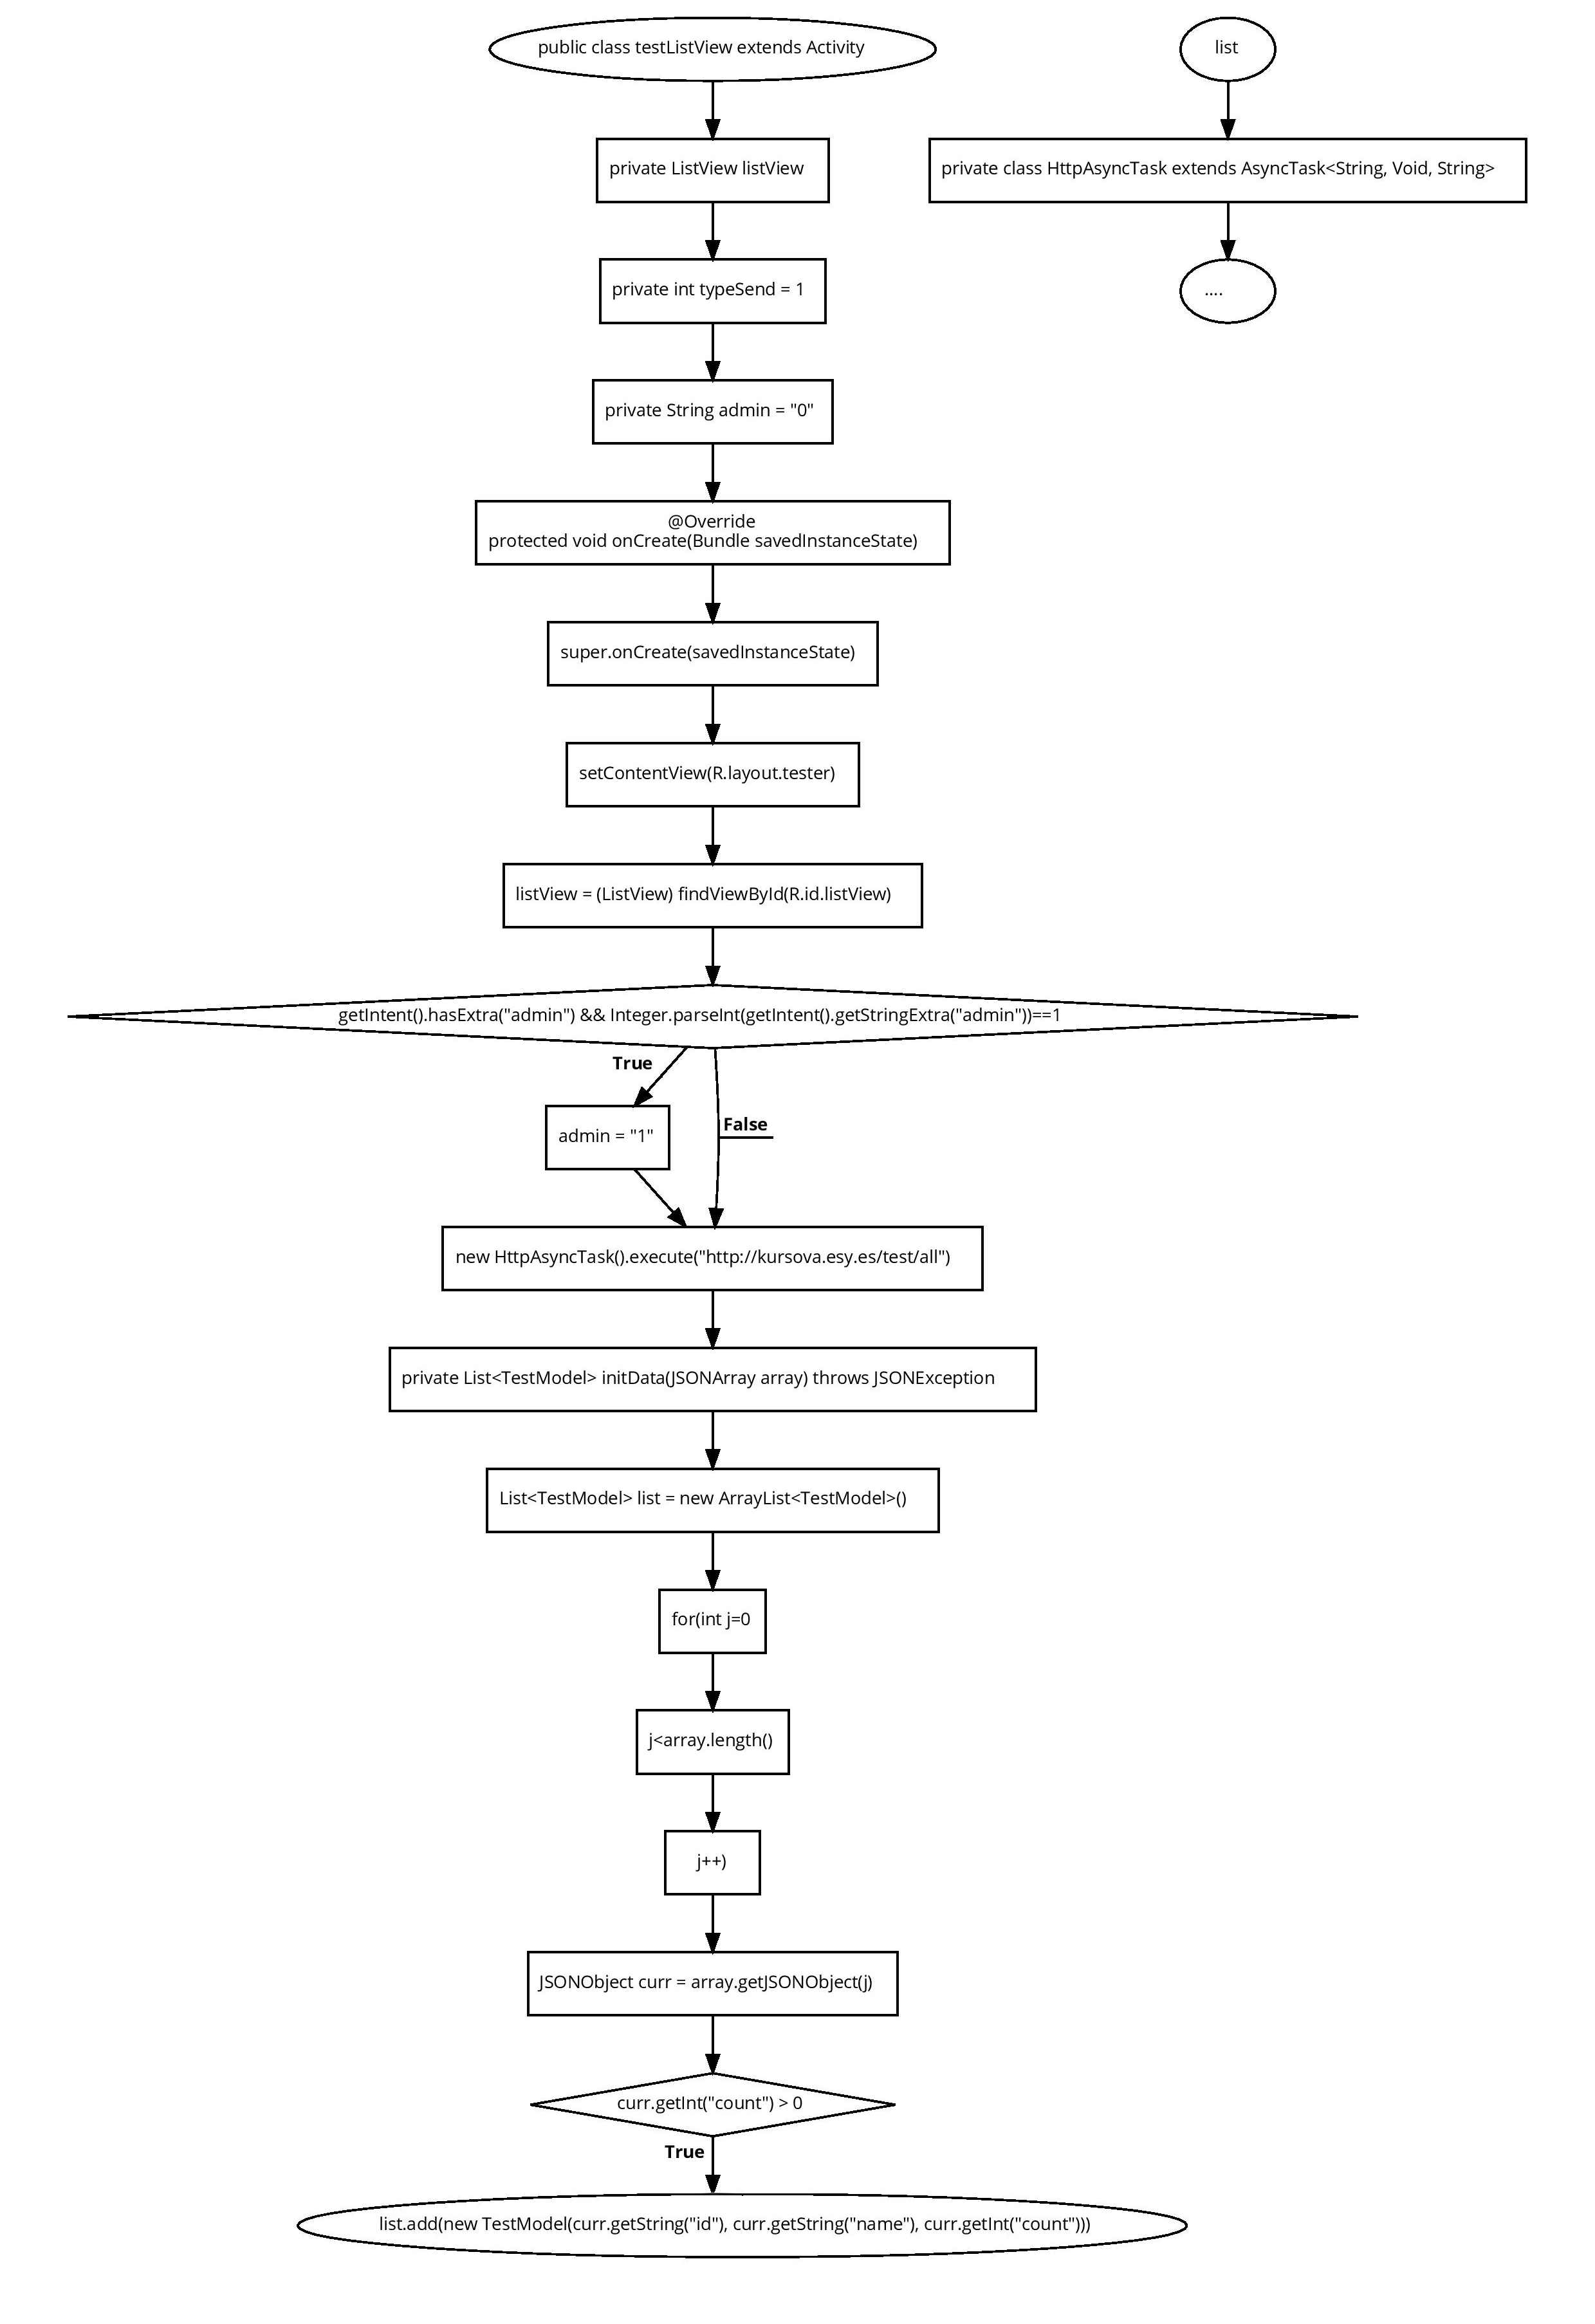 public class testListView extends Activity
private ListView listView
private int typeSend = 1
private String admin = "0"
@Override
protected void onCreate(Bundle savedInstanceState)
super.onCreate(savedInstanceState)
setContentView(R.layout.tester)
listView = (ListView) findViewById(R.id.listView)
getIntent().hasExtra("admin") && Integer.parseInt(getIntent().getStringExtra("admin"))==1
True
False
admin = "1"
new HttpAsyncTask().execute("http://kursova.esy.es/test/all")
private List<TestModel> initData(JSONArray array) throws JSONException
List<TestModel> list = new ArrayList<TestModel>()
for(int j=0
j<array.length()
j++)
JSONObject curr = array.getJSONObject(j)
curr.getInt("count") > 0
True
list.add(new TestModel(curr.getString("id"), curr.getString("name"), curr.getInt("count")))
list
private class HttpAsyncTask extends AsyncTask<String, Void, String>
....